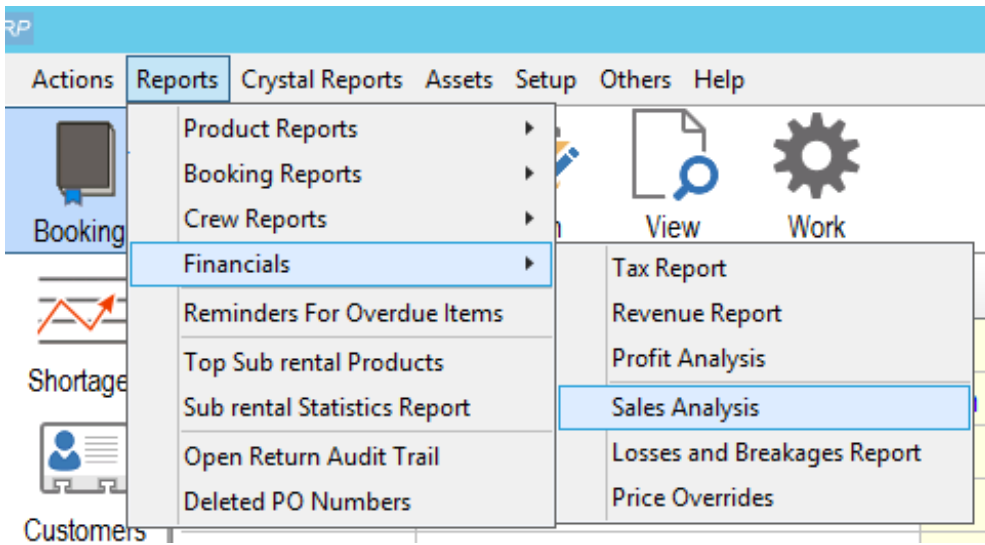 RP
Actions Reports Crystal Reports Assets Setup Others Help
Product Reports
Booking Reports
Crew Reports
Financials
Reminders For Overdue Items
Top Sub rental Products
Sub rental Statistics Report
Open Return Audit Trail
Deleted PO Numbers
Booking
View
Work
Shortage
Customers
Tax Report
Revenue Report
Profit Analysis
Sales Analysis
Losses and Breakages Report
Price Overrides